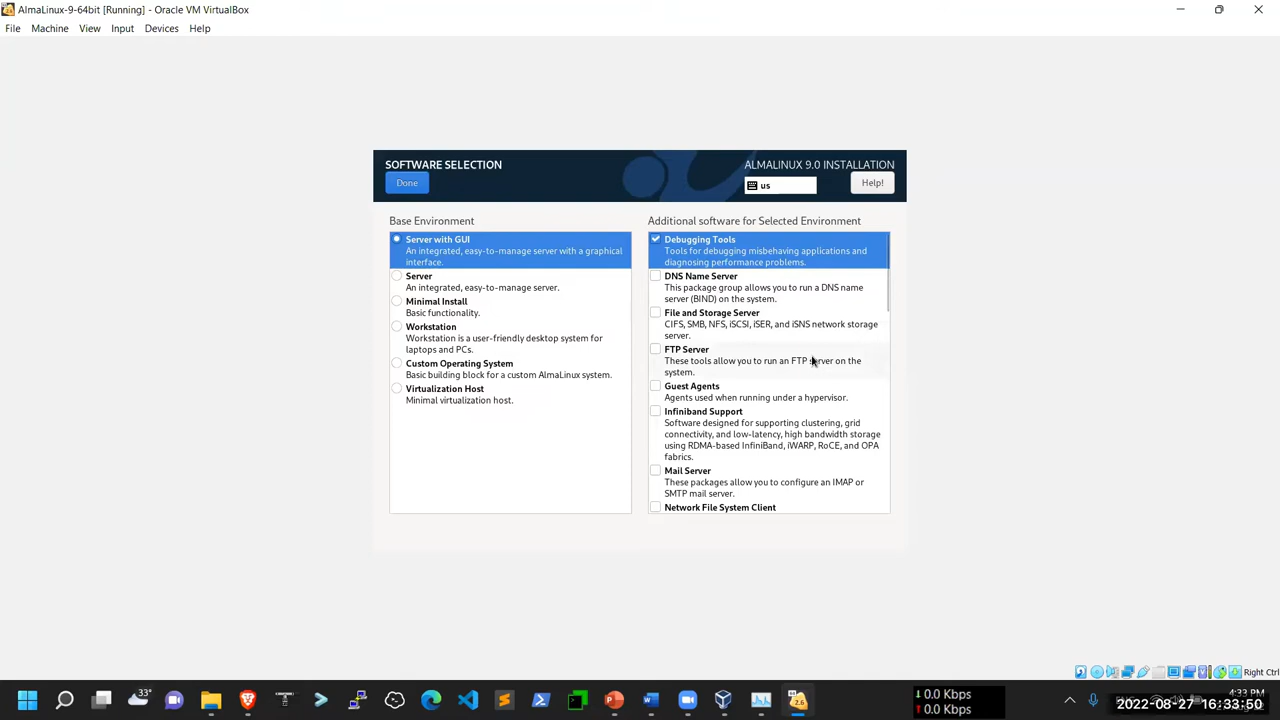 AlmaLinux-9-64bit [Running] - Oracle VM VirtualBox
File Machine View Input Devices Help
SOFTWARE SELECTION
Done
ALMALINUX 9.0 INSTALLATION
us
Help!
Base Environment
Server with GUI
An integrated, easy-to-manage server with a graphical
interface.
Server
An integrated, easy-to-manage server.
Minimal Install
Basic functionality.
Workstation
Workstation is a user-friendly desktop system for
laptops and PCs.
Custom Operating System
Basic building block for a custom AlmaLinux system.
Virtualization Host
Minimal virtualization host.
Additional software for Selected Environment
Debugging Tools
Tools for debugging misbehaving applications and
diagnosing performance problems.
DNS Name Server
This package group allows you to run a DNS name
server (BIND) on the system.
File and Storage Server
CIFS, SMB, NFS, iSCSI, iSER, and iSNS network storage
server.
FTP Server
These tools allow you to run an FTP server on the
system.
Guest Agents
Agents used when running under a hypervisor.
Infiniband Support
Software designed for supporting clustering, grid
connectivity, and low-latency, high bandwidth storage
using RDMA-based InfiniBand, iWARP, RoCE, and OPA
fabrics.
Mail Server
These packages allow you to configure an IMAP or
SMTP mail server.
Network File System Client
Right Ctrl
33°
2.6
0.0 Kbps
0.0 Kbps
4:33 PM
2022-08-27 16:33:50